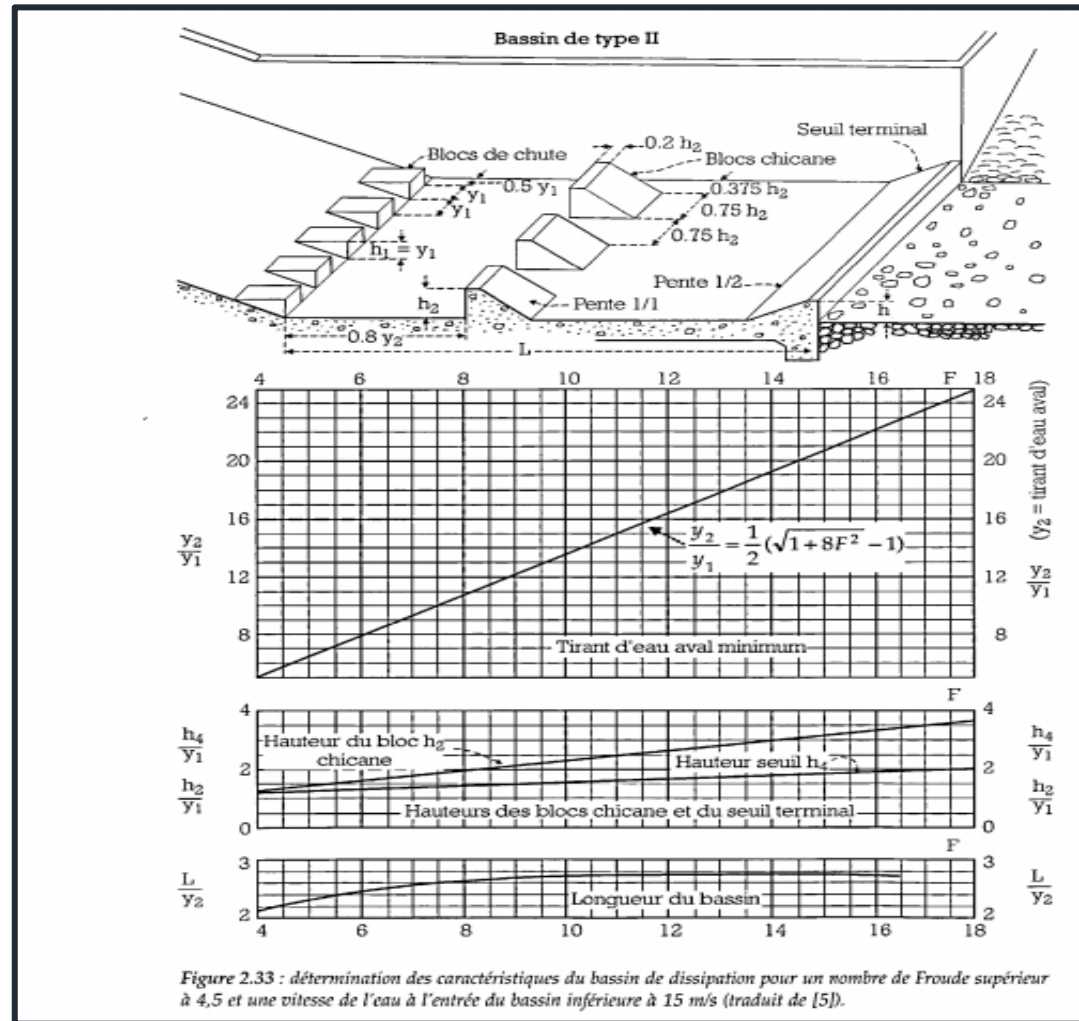 Bassin de type II
Seuil terminal
0.2 h₂
Blocs de chute
Blocs chicane
0.5 y₁
0.375 h₂
y₁
0.75 h₂
y₁
0.75 h₂
h₁ = y₁
Pente 1/2
h₂
Pente 1/1
h
0.8 y₂
L
4 6 8 10 12 14 16 F 18
24 24
20 20
16 16
12 12
8 8
y₂/y₁
(y₂ = tirant d'eau aval)
y₂/y₁
y₂/y₁ = 1/2 (√1+8F² -1)
Tirant d'eau aval minimum
F
4 4
h₄/y₁ h₄/y₁
Hauteur du bloc h₂
chicane
Hauteur seuil h₄
2 2
h₂/y₁ h₂/y₁
Hauteurs des blocs chicane et du seuil terminal
0 0
F
3 3
L/y₂ L/y₂
Longueur du bassin
2 2
4 6 8 10 12 14 16 18
Figure 2.33 : détermination des caractéristiques du bassin de dissipation pour un nombre de Froude supérieur
à 4,5 et une vitesse de l'eau à l'entrée du bassin inférieure à 15 m/s (traduit de [5]).